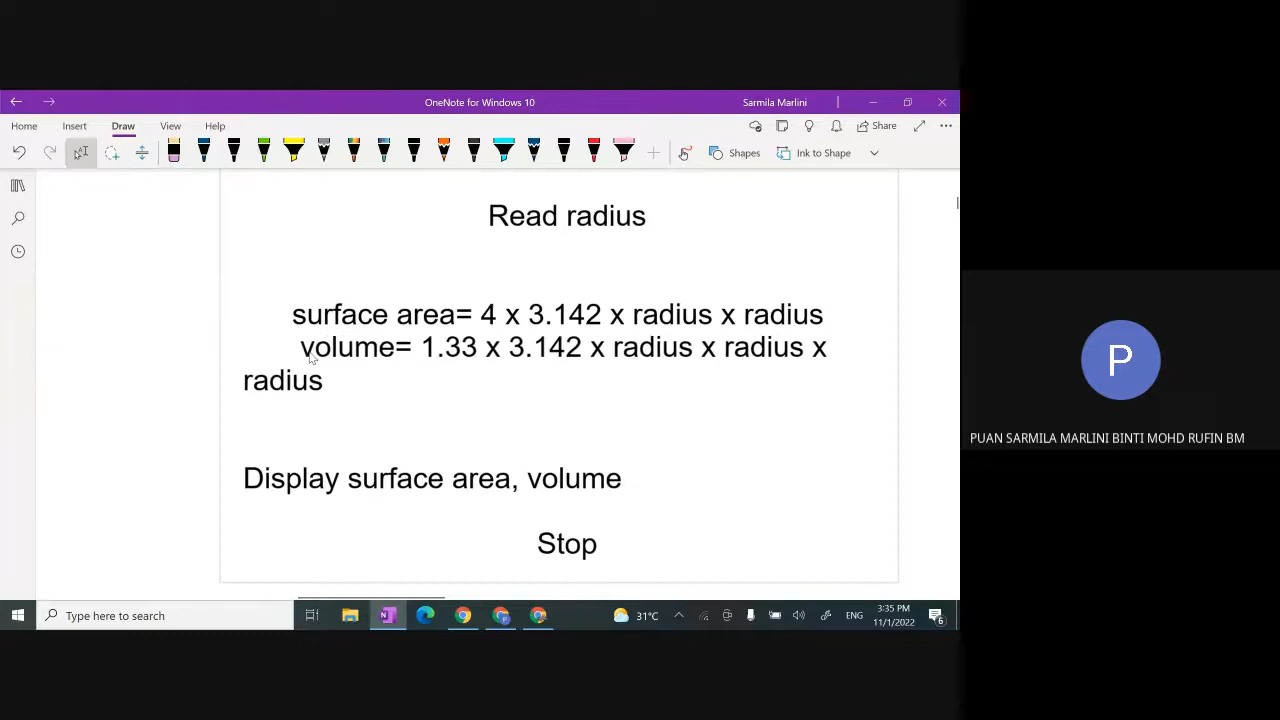 OneNote for Windows 10
Sarmila Marlini
Home Insert Draw View Help
Share
Shapes
Ink to Shape
Read radius
surface area= 4 x 3.142 x radius x radius
volume= 1.33 x 3.142 x radius x radius x
radius
Display surface area, volume
Stop
P
PUAN SARMILA MARLINI BINTI MOHD RUFIN BM
Type here to search
31°C
ENG
3:35 PM
11/1/2022
6